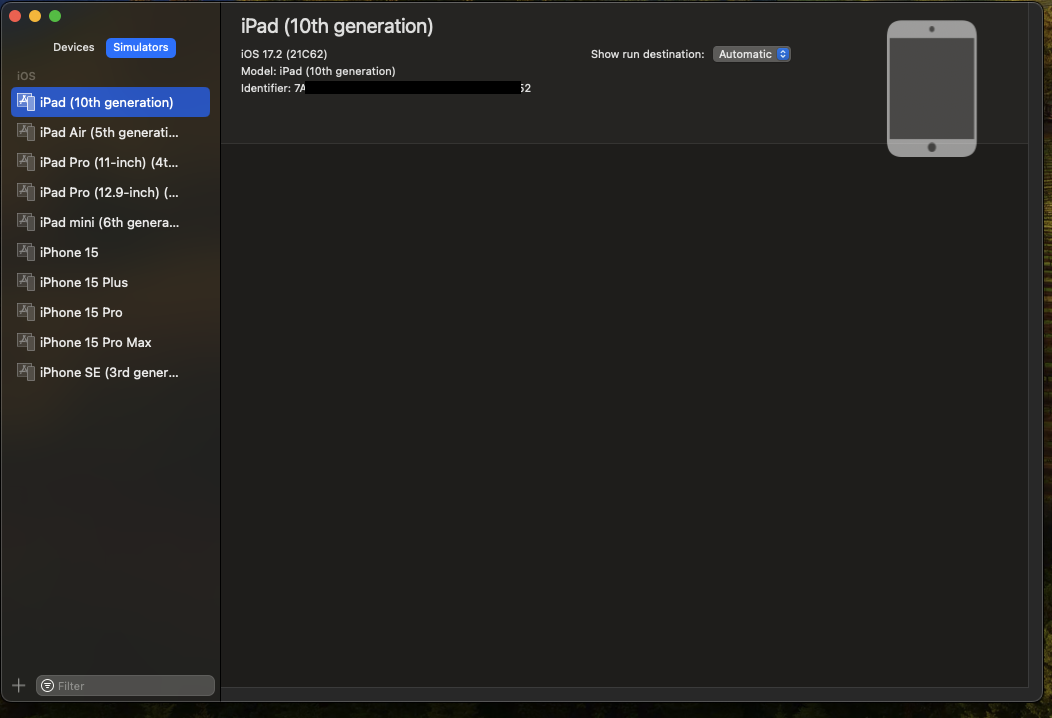 Devices
Simulators
iOS
iPad (10th generation)
iPad Air (5th generati...
iPad Pro (11-inch) (4t...
iPad Pro (12.9-inch) (...
iPad mini (6th genera...
iPhone 15
iPhone 15 Plus
iPhone 15 Pro
iPhone 15 Pro Max
iPhone SE (3rd gener...
Filter
iPad (10th generation)
iOS 17.2 (21C62)
Model: iPad (10th generation)
Identifier: 7A 52
Show run destination: Automatic